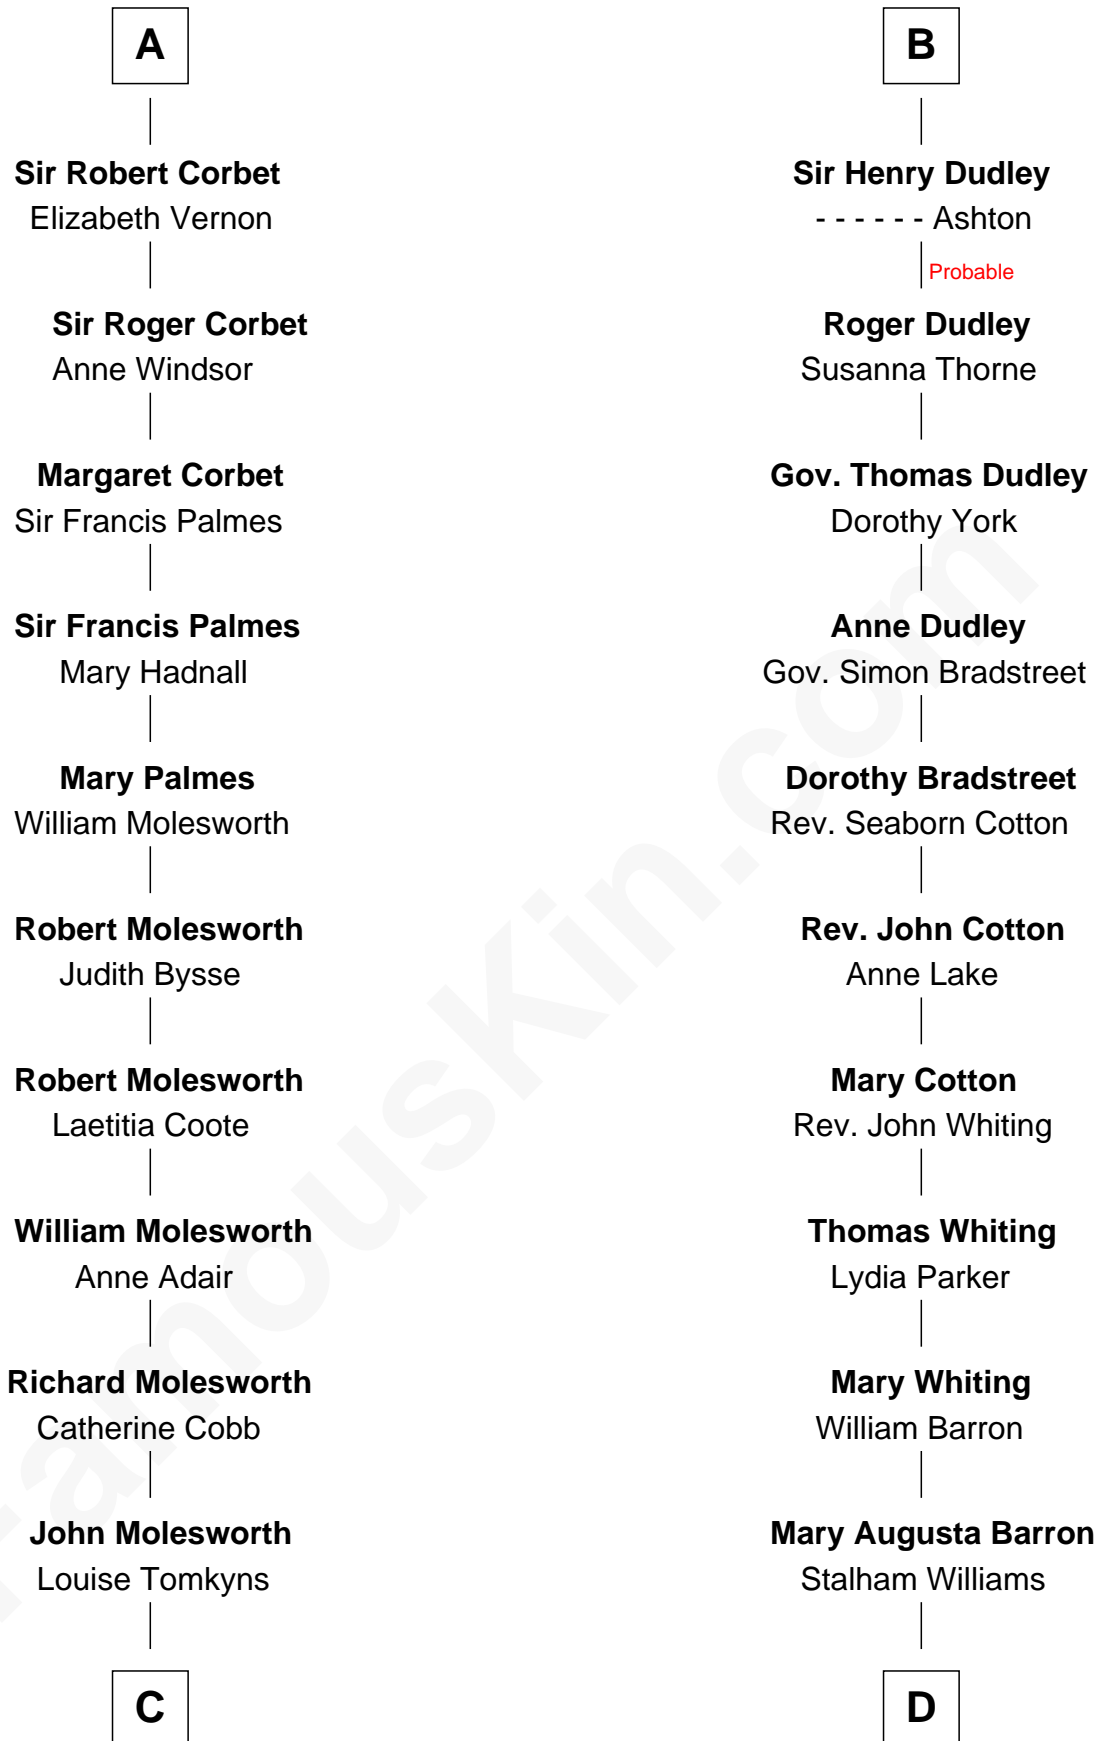 A
Sir Robert Corbet
Elizabeth Vernon
Sir Roger Corbet
Anne Windsor
Margaret Corbet
Sir Francis Palmes
Sir Francis Palmes
Mary Hadnall
Mary Palmes
William Molesworth
Robert Molesworth
Judith Bysse
Robert Molesworth
Laetitia Coote
William Molesworth
Anne Adair
Richard Molesworth
Catherine Cobb
John Molesworth
Louise Tomkyns
C
B
Sir Henry Dudley
- - - - - - Ashton
Probable
Roger Dudley
Susanna Thorne
Gov. Thomas Dudley
Dorothy York
Anne Dudley
Gov. Simon Bradstreet
Dorothy Bradstreet
Rev. Seaborn Cotton
Rev. John Cotton
Anne Lake
Mary Cotton
Rev. John Whiting
Thomas Whiting
Lydia Parker
Mary Whiting
William Barron
Mary Augusta Barron
Stalham Williams
D
FamousKin.com